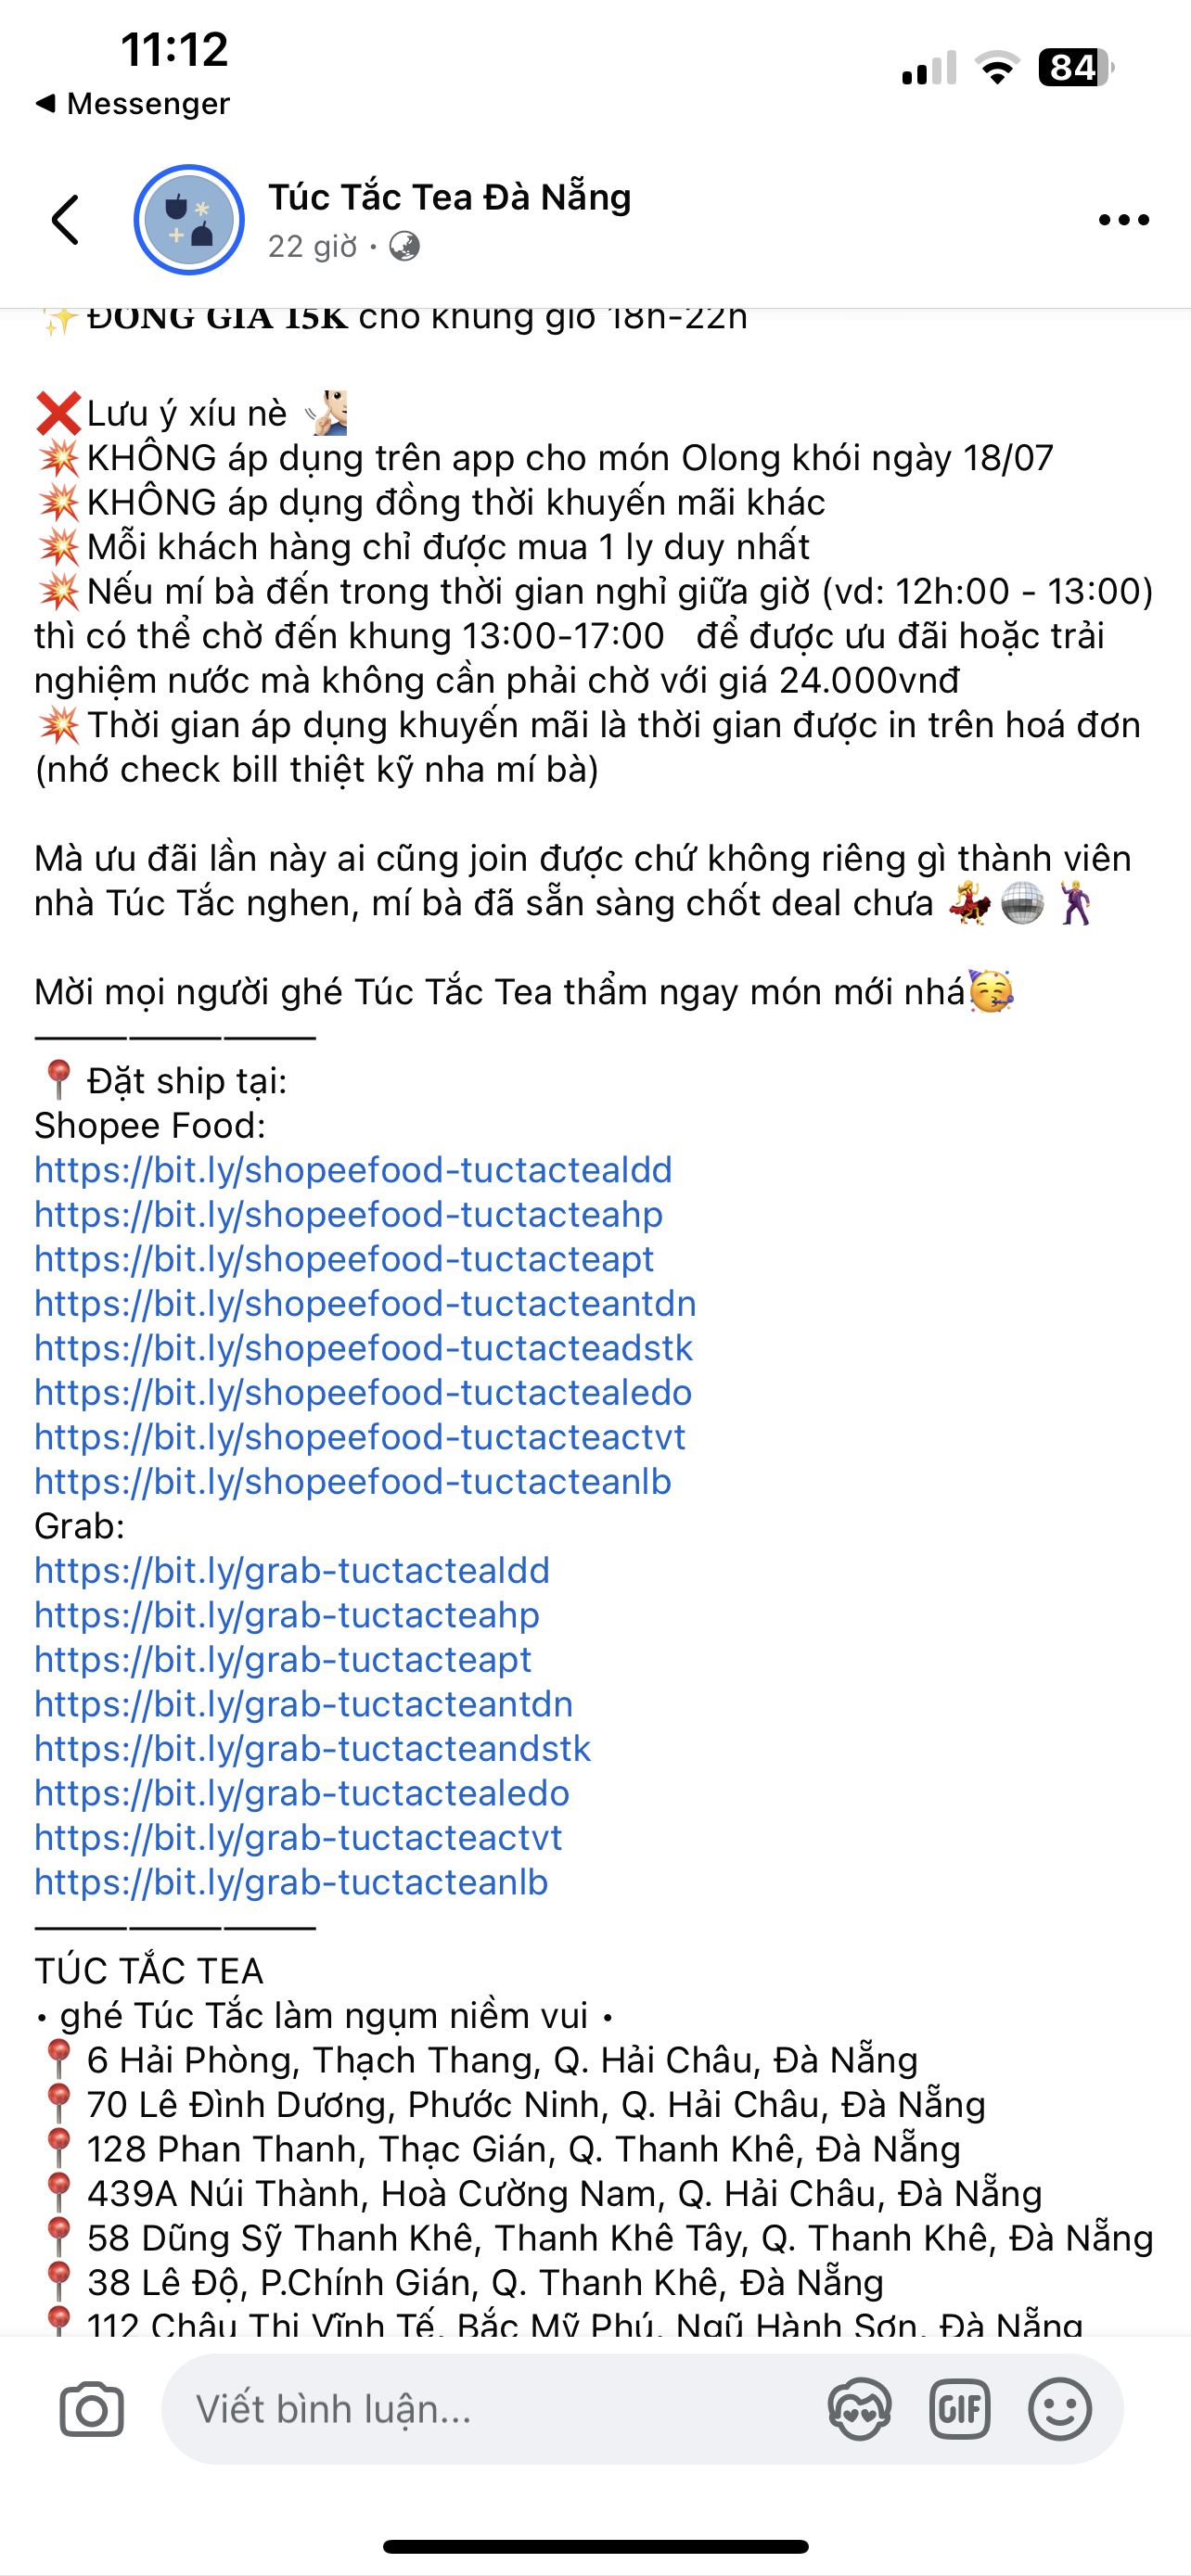 11:12
84
◀ Messenger
Túc Tắc Tea Đà Nẵng
22 giờ ·
✨ĐỒNG GIÁ 15K cho khung giờ 18h-22h
❌Lưu ý xíu nè 🧏🏻‍♂️
💥KHÔNG áp dụng trên app cho món Olong khói ngày 18/07
💥KHÔNG áp dụng đồng thời khuyến mãi khác
💥Mỗi khách hàng chỉ được mua 1 ly duy nhất
💥Nếu mí bà đến trong thời gian nghỉ giữa giờ (vd: 12h:00 - 13:00)
thì có thể chờ đến khung 13:00-17:00 để được ưu đãi hoặc trải
nghiệm nước mà không cần phải chờ với giá 24.000vnđ
💥Thời gian áp dụng khuyến mãi là thời gian được in trên hoá đơn
(nhớ check bill thiệt kỹ nha mí bà)
Mà ưu đãi lần này ai cũng join được chứ không riêng gì thành viên
nhà Túc Tắc nghen, mí bà đã sẵn sàng chốt deal chưa 💃🪩🕺
Mời mọi người ghé Túc Tắc Tea thẩm ngay món mới nhá🥳
———————
📍Đặt ship tại:
Shopee Food:
https://bit.ly/shopeefood-tuctactealdd
https://bit.ly/shopeefood-tuctacteahp
https://bit.ly/shopeefood-tuctacteapt
https://bit.ly/shopeefood-tuctacteantdn
https://bit.ly/shopeefood-tuctacteadstk
https://bit.ly/shopeefood-tuctactealedo
https://bit.ly/shopeefood-tuctacteactvt
https://bit.ly/shopeefood-tuctacteanlb
Grab:
https://bit.ly/grab-tuctactealdd
https://bit.ly/grab-tuctacteahp
https://bit.ly/grab-tuctacteapt
https://bit.ly/grab-tuctacteantdn
https://bit.ly/grab-tuctacteandstk
https://bit.ly/grab-tuctactealedo
https://bit.ly/grab-tuctacteactvt
https://bit.ly/grab-tuctacteanlb
———————
TÚC TẮC TEA
• ghé Túc Tắc làm ngụm niềm vui •
📍6 Hải Phòng, Thạch Thang, Q. Hải Châu, Đà Nẵng
📍70 Lê Đình Dương, Phước Ninh, Q. Hải Châu, Đà Nẵng
📍128 Phan Thanh, Thạc Gián, Q. Thanh Khê, Đà Nẵng
📍439A Núi Thành, Hoà Cường Nam, Q. Hải Châu, Đà Nẵng
📍58 Dũng Sỹ Thanh Khê, Thanh Khê Tây, Q. Thanh Khê, Đà Nẵng
📍38 Lê Độ, P.Chính Gián, Q. Thanh Khê, Đà Nẵng
📍112 Châu Thị Vĩnh Tế, Bắc Mỹ Phú, Ngũ Hành Sơn, Đà Nẵng
Viết bình luận...
GIF